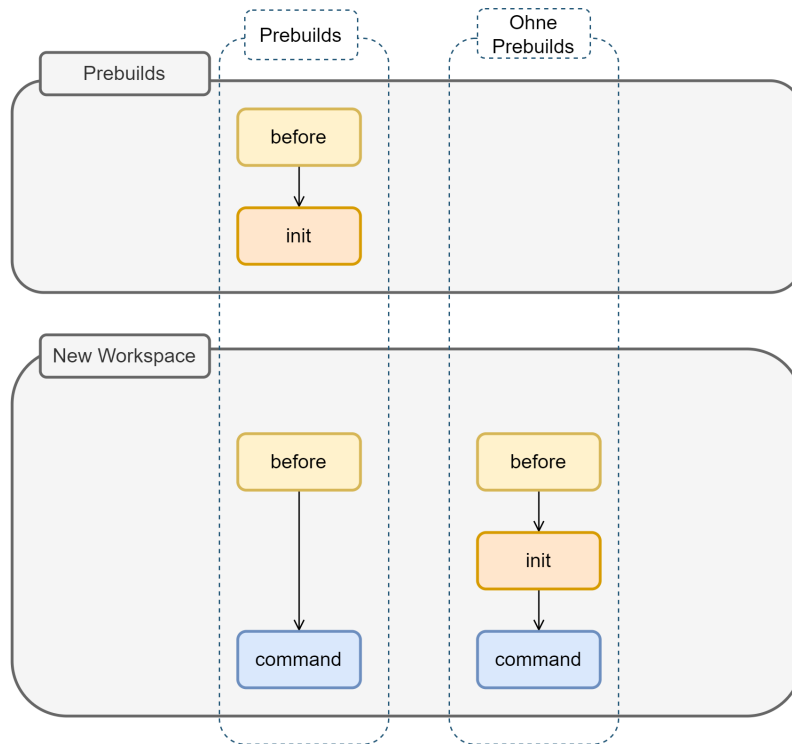 Prebuilds
Ohne
Prebuilds
Prebuilds
before
init
New Workspace
before
before
init
command
command